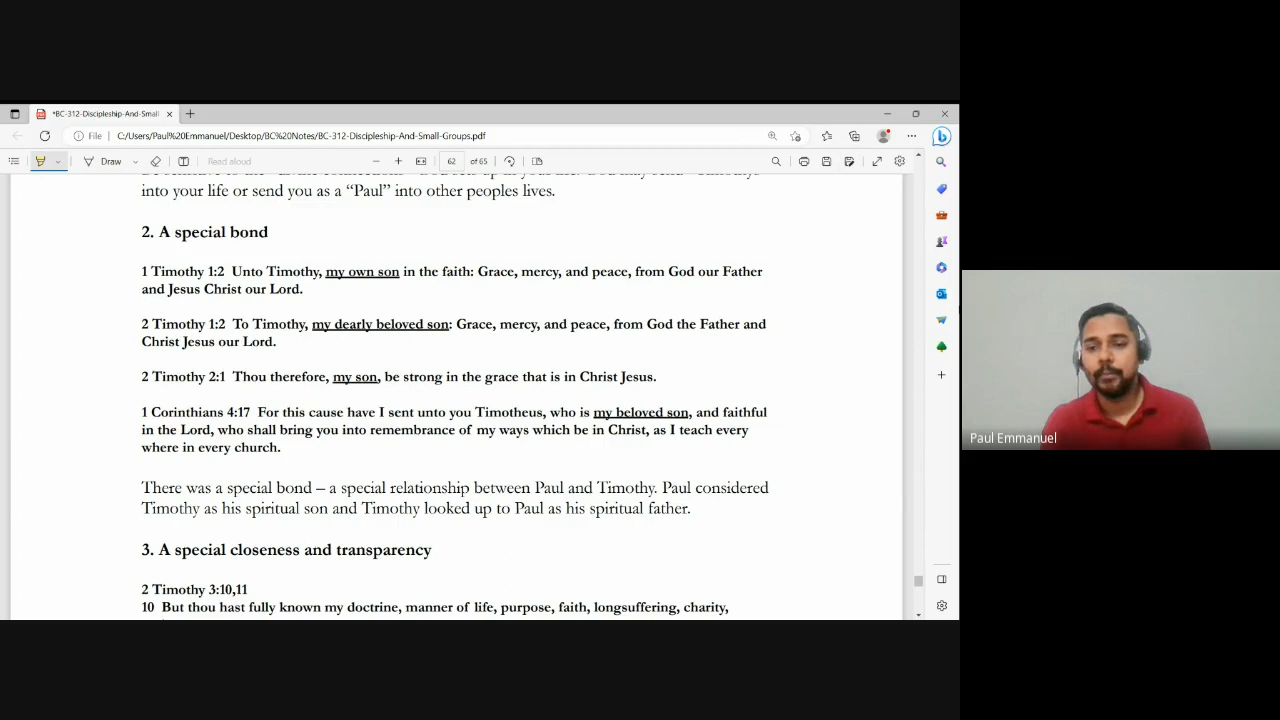 *BC-312-Discipleship-And-Small
File
C:/Users/Paul%20Emmanuel/Desktop/BC%20Notes/BC-312-Discipleship-And-Small-Groups.pdf
Draw
Read aloud
62
of 65
into your life or send you as a “Paul” into other peoples lives.
2. A special bond
1 Timothy 1:2 Unto Timothy, my own son in the faith: Grace, mercy, and peace, from God our Father
and Jesus Christ our Lord.
2 Timothy 1:2 To Timothy, my dearly beloved son: Grace, mercy, and peace, from God the Father and
Christ Jesus our Lord.
2 Timothy 2:1 Thou therefore, my son, be strong in the grace that is in Christ Jesus.
1 Corinthians 4:17 For this cause have I sent unto you Timotheus, who is my beloved son, and faithful
in the Lord, who shall bring you into remembrance of my ways which be in Christ, as I teach every
where in every church.
There was a special bond – a special relationship between Paul and Timothy. Paul considered
Timothy as his spiritual son and Timothy looked up to Paul as his spiritual father.
3. A special closeness and transparency
2 Timothy 3:10,11
10 But thou hast fully known my doctrine, manner of life, purpose, faith, longsuffering, charity,
Paul Emmanuel